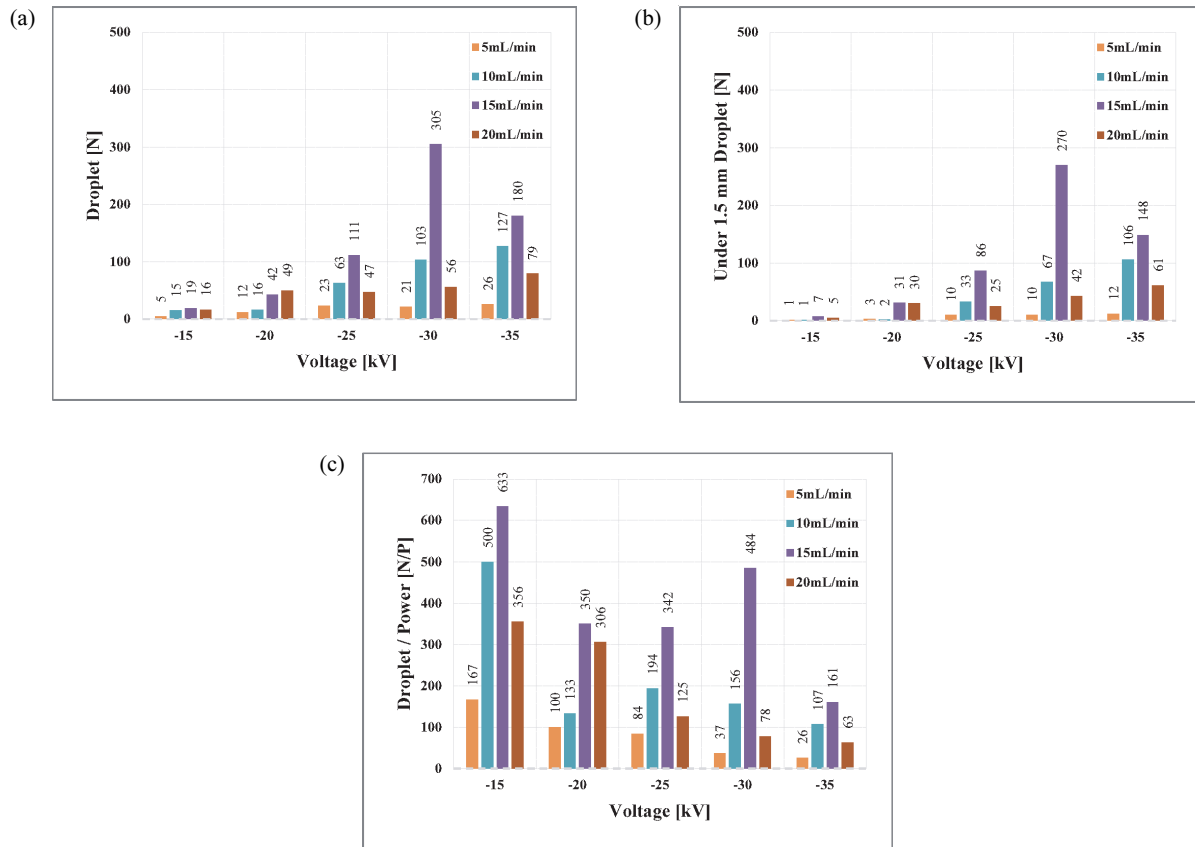 (a)
500
400
300
200
100
0
Droplet [N]
5 15 19 16
12 16 42 49
23 63 111 47
21 103 305 56
26 127 180 79
-15 -20 -25 -30 -35
Voltage [kV]
5mL/min
10mL/min
15mL/min
20mL/min
(b)
500
400
300
200
100
0
Under 1.5 mm Droplet [N]
1 1 7 5
3 2 31 30
10 33 86 25
10 67 270 42
12 106 148 61
-15 -20 -25 -30 -35
Voltage [kV]
5mL/min
10mL/min
15mL/min
20mL/min
(c)
700
600
500
400
300
200
100
0
Droplet / Power [N/P]
167 500 633 356
100 133 350 306
84 194 342 125
37 156 484 78
26 107 161 63
-15 -20 -25 -30 -35
Voltage [kV]
5mL/min
10mL/min
15mL/min
20mL/min